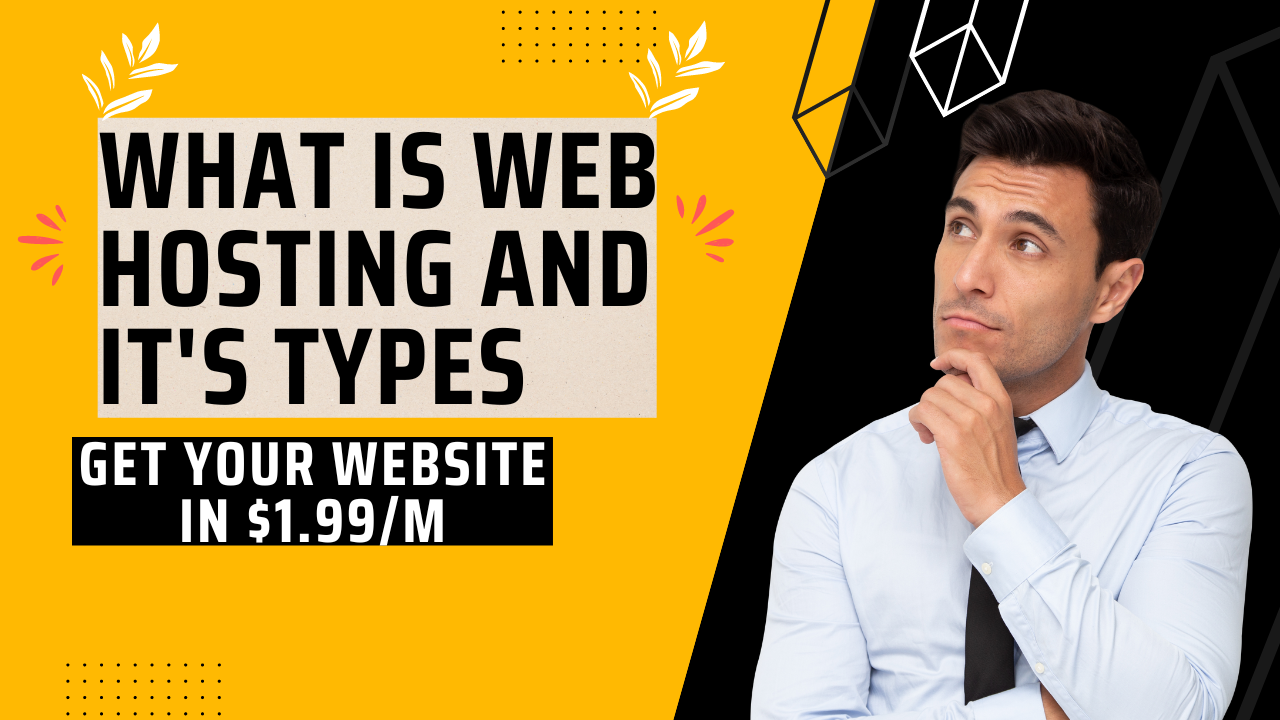 WHAT IS WEB
HOSTING AND
IT'S TYPES
GET YOUR WEBSITE
IN $1.99/M